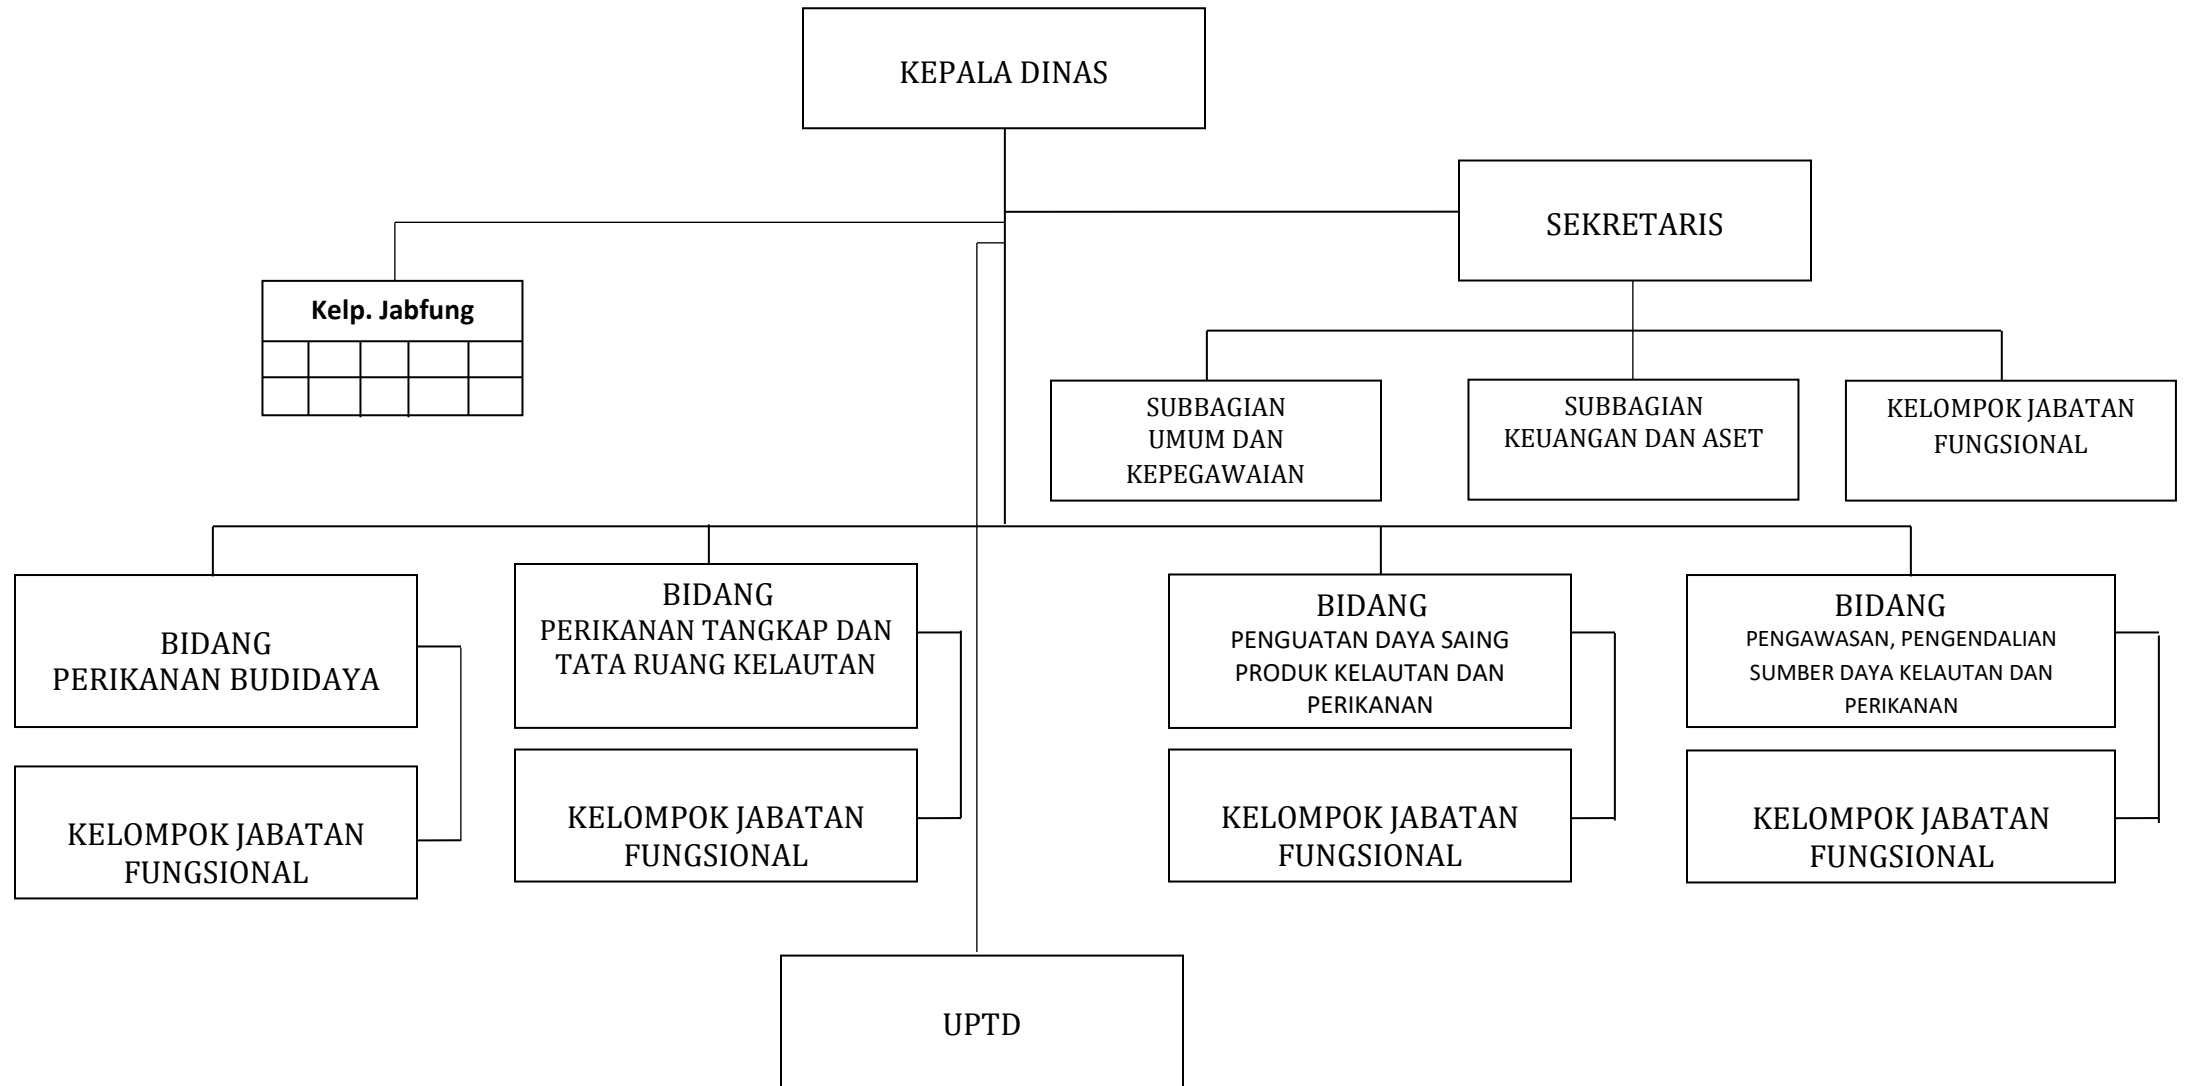 KEPALA DINAS
SEKRETARIS
Kelp. Jabfung
SUBBAGIAN
UMUM DAN
KEPEGAWAIAN
SUBBAGIAN
KEUANGAN DAN ASET
KELOMPOK JABATAN
FUNGSIONAL
BIDANG
PERIKANAN BUDIDAYA
BIDANG
PERIKANAN TANGKAP DAN
TATA RUANG KELAUTAN
BIDANG
PENGUATAN DAYA SAING
PRODUK KELAUTAN DAN
PERIKANAN
BIDANG
PENGAWASAN, PENGENDALIAN
SUMBER DAYA KELAUTAN DAN
PERIKANAN
KELOMPOK JABATAN
FUNGSIONAL
KELOMPOK JABATAN
FUNGSIONAL
KELOMPOK JABATAN
FUNGSIONAL
KELOMPOK JABATAN
FUNGSIONAL
UPTD